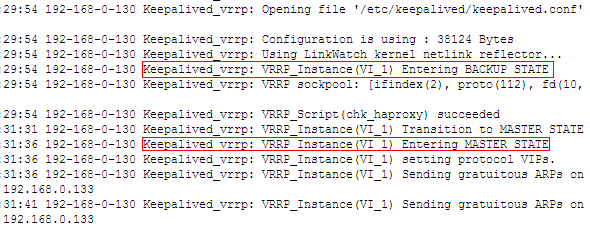 :29:54 192-168-0-130 Keepalived_vrrp: Opening file '/etc/keepalived/keepalived.conf'
:29:54 192-168-0-130 Keepalived_vrrp: Configuration is using : 38124 Bytes
:29:54 192-168-0-130 Keepalived_vrrp: Using LinkWatch kernel netlink reflector...
:29:54 192-168-0-130 Keepalived_vrrp: VRRP_Instance(VI_1) Entering BACKUP STATE
:29:54 192-168-0-130 Keepalived_vrrp: VRRP sockpool: [ifindex(2), proto(112), fd(10,
:29:54 192-168-0-130 Keepalived_vrrp: VRRP_Script(chk_haproxy) succeeded
:31:31 192-168-0-130 Keepalived_vrrp: VRRP_Instance(VI_1) Transition to MASTER STATE
:31:36 192-168-0-130 Keepalived_vrrp: VRRP_Instance(VI_1) Entering MASTER STATE
:31:36 192-168-0-130 Keepalived_vrrp: VRRP_Instance(VI_1) setting protocol VIPs.
:31:36 192-168-0-130 Keepalived_vrrp: VRRP_Instance(VI_1) Sending gratuitous ARPs on
192.168.0.133
:31:41 192-168-0-130 Keepalived_vrrp: VRRP_Instance(VI_1) Sending gratuitous ARPs on
192.168.0.133